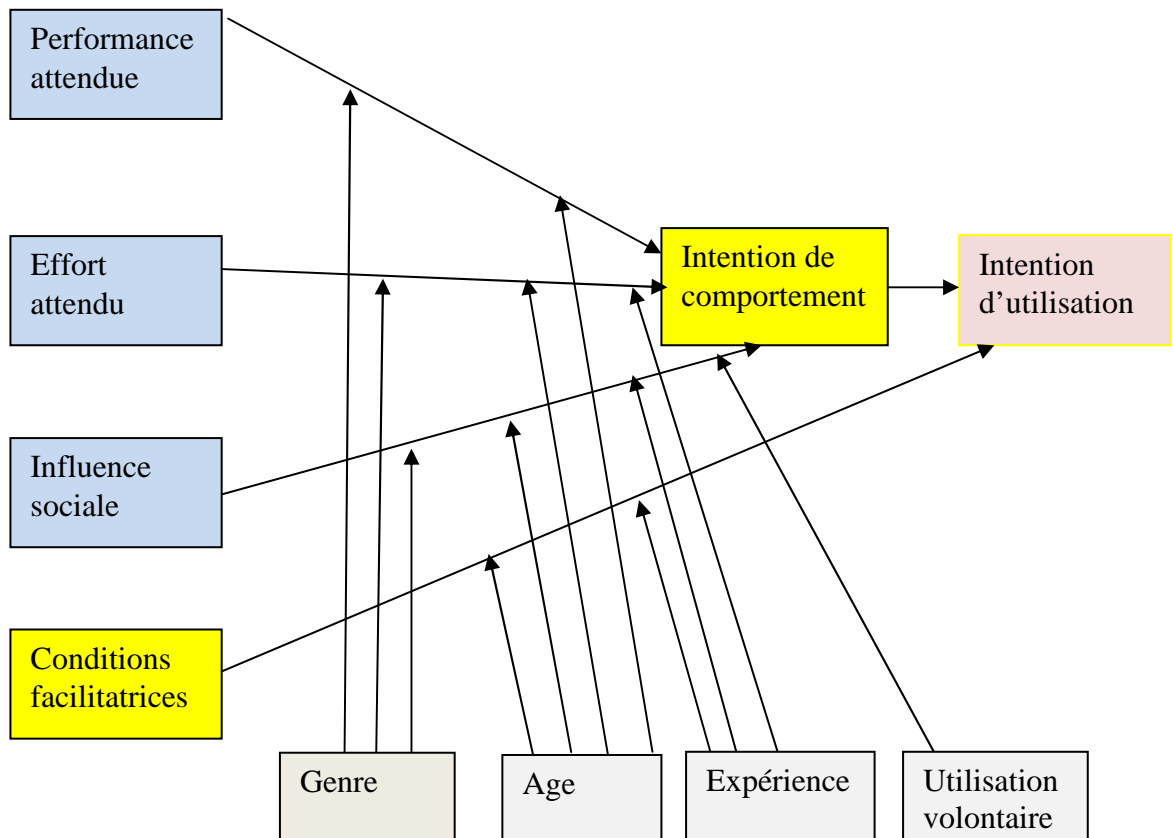 Performance
attendue
Effort
attendu
Intention de
comportement
Intention
d’utilisation
Influence
sociale
Conditions
facilitatrices
Genre
Age
Expérience
Utilisation
volontaire